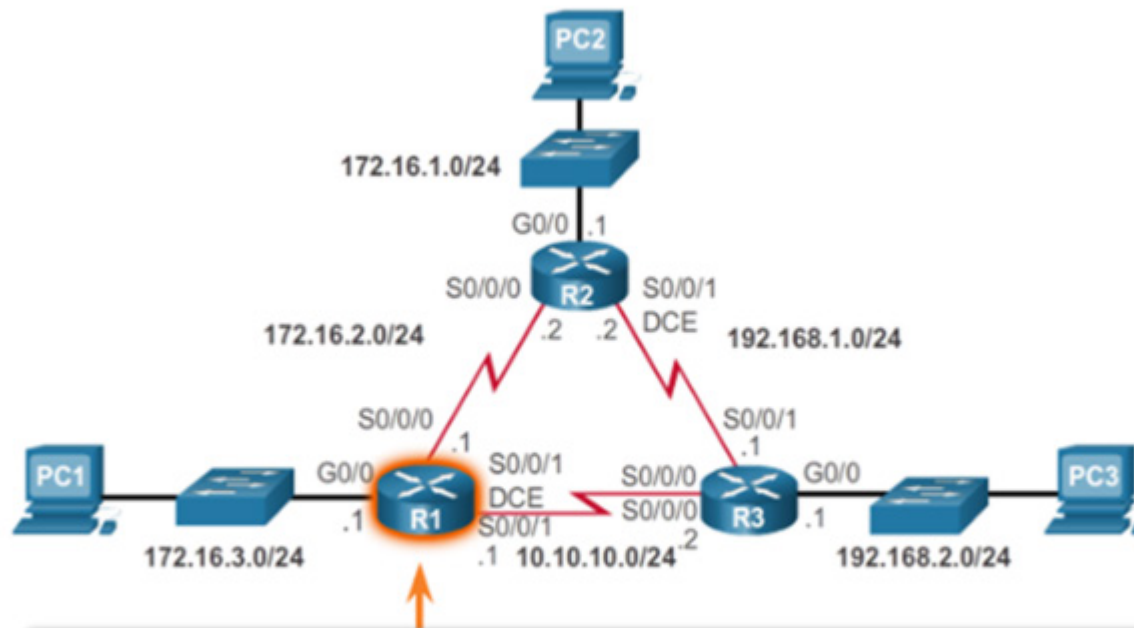 PC2
172.16.1.0/24
G0/0 .1
S0/0/0 R2 S0/0/1
DCE
172.16.2.0/24 .2 .2 192.168.1.0/24
S0/0/0 S0/0/1
.1 .1
PC1 G0/0 S0/0/1 S0/0/0 G0/0 PC3
DCE
.1 R1 S0/0/1 S0/0/0 R3 .1
172.16.3.0/24 .1 10.10.10.0/24 .2 192.168.2.0/24